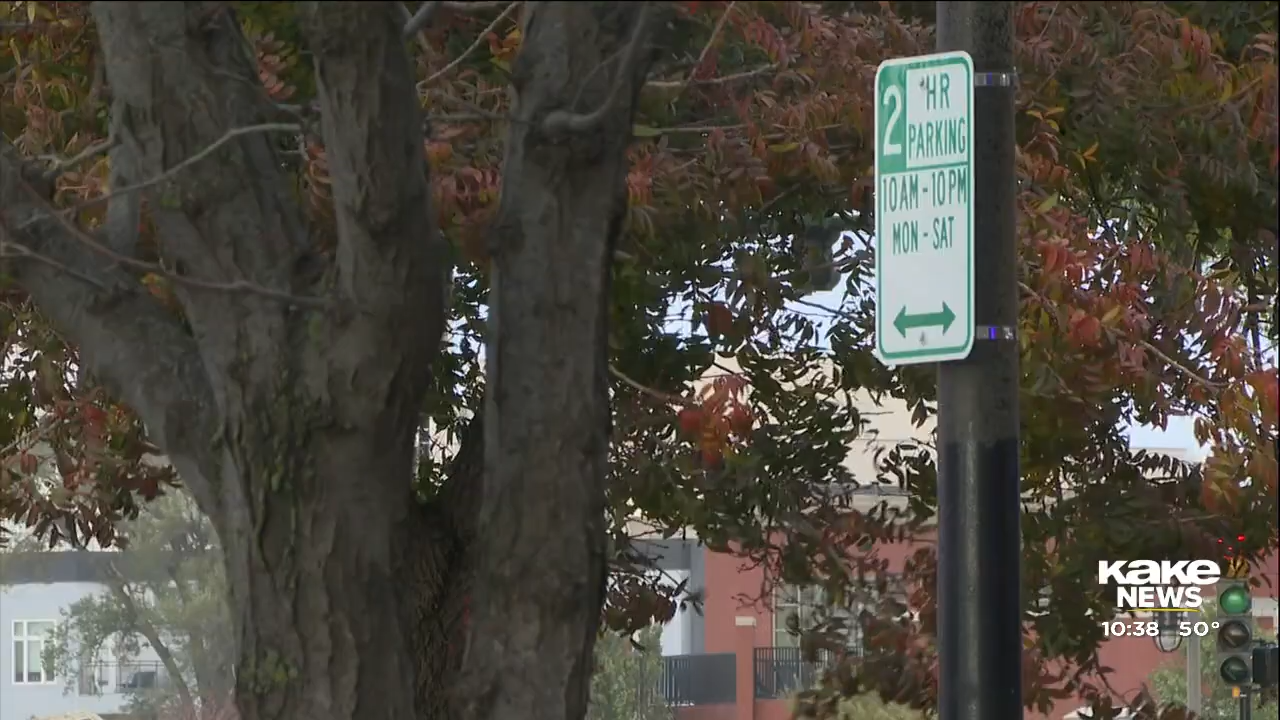 2 HR
PARKING
10AM - 10PM
MON - SAT
KAKE
NEWS
10:38 50°